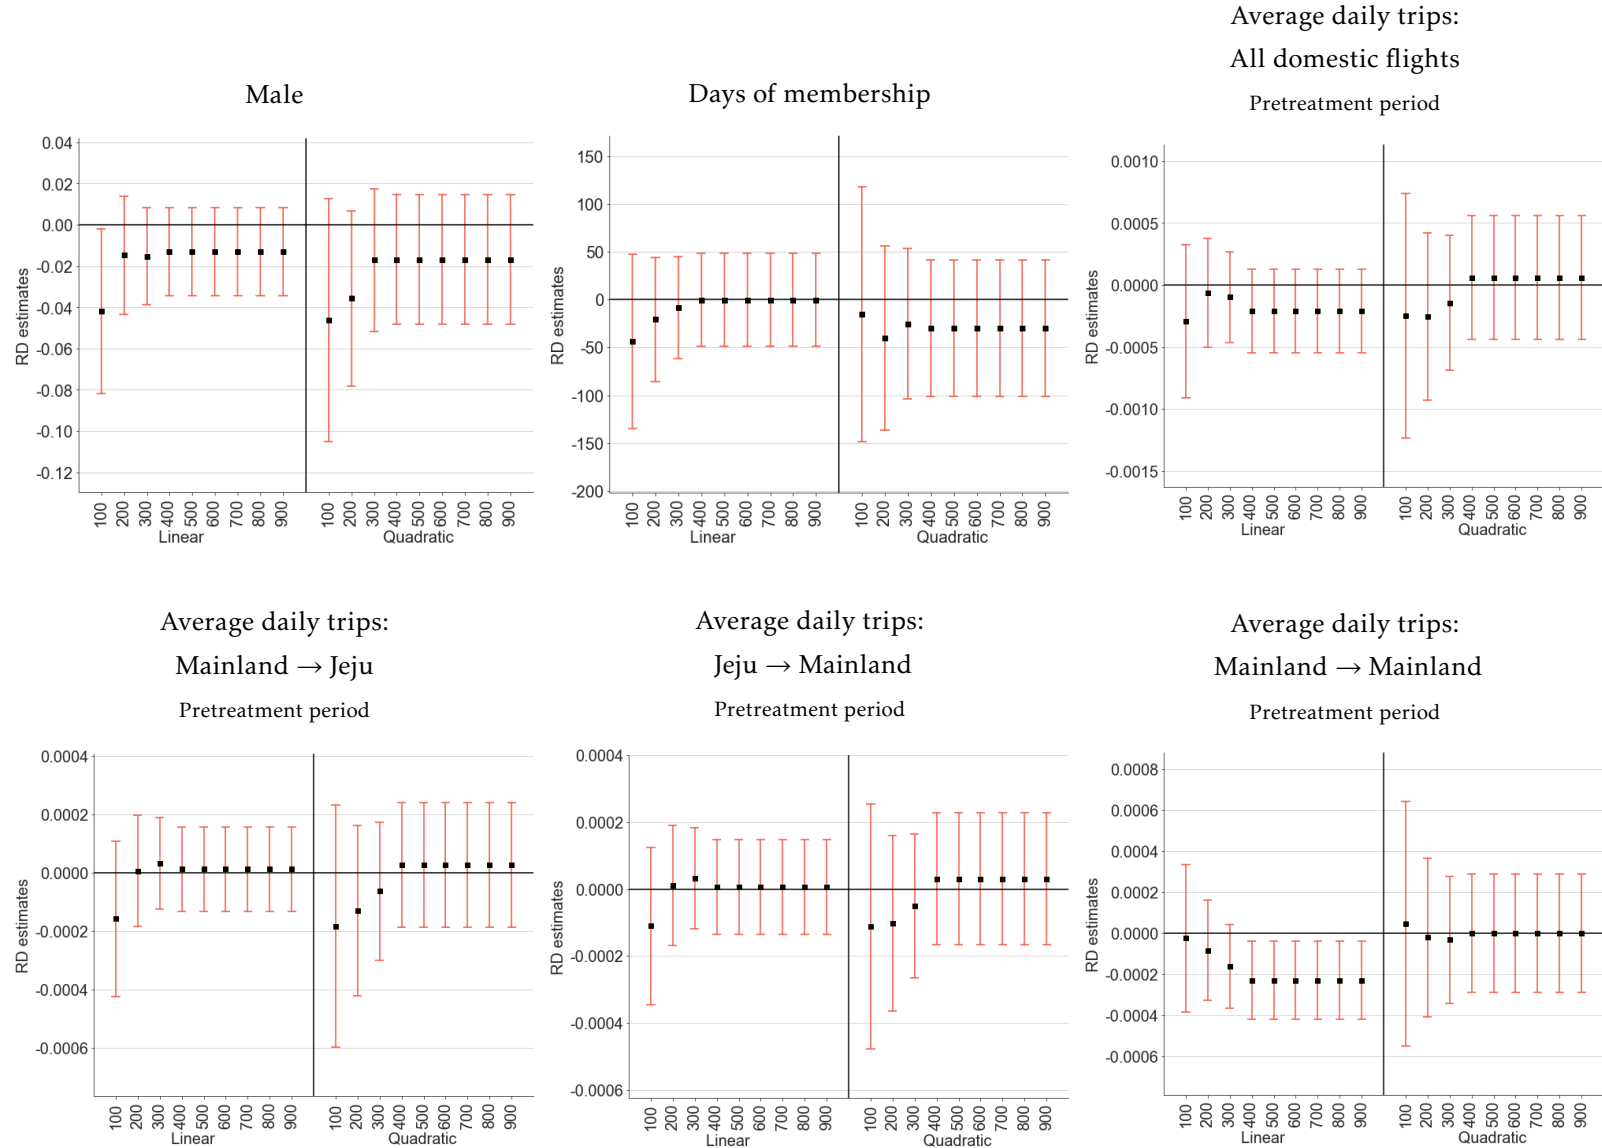 Male
0.04
0.02
0.00
-0.02
-0.04
-0.06
-0.08
-0.10
-0.12
RD estimates
100 200 300 400 500 600 700 800 900 100 200 300 400 500 600 700 800 900
Linear Quadratic
Days of membership
150
100
50
0
-50
-100
-150
-200
RD estimates
100 200 300 400 500 600 700 800 900 100 200 300 400 500 600 700 800 900
Linear Quadratic
Average daily trips:
All domestic flights
Pretreatment period
0.0010
0.0005
0.0000
-0.0005
-0.0010
-0.0015
RD estimates
100 200 300 400 500 600 700 800 900 100 200 300 400 500 600 700 800 900
Linear Quadratic
Average daily trips:
Mainland → Jeju
Pretreatment period
0.0004
0.0002
0.0000
-0.0002
-0.0004
-0.0006
RD estimates
100 200 300 400 500 600 700 800 900 100 200 300 400 500 600 700 800 900
Linear Quadratic
Average daily trips:
Jeju → Mainland
Pretreatment period
0.0004
0.0002
0.0000
-0.0002
-0.0004
-0.0006
RD estimates
100 200 300 400 500 600 700 800 900 100 200 300 400 500 600 700 800 900
Linear Quadratic
Average daily trips:
Mainland → Mainland
Pretreatment period
0.0008
0.0006
0.0004
0.0002
0.0000
-0.0002
-0.0004
-0.0006
RD estimates
100 200 300 400 500 600 700 800 900 100 200 300 400 500 600 700 800 900
Linear Quadratic